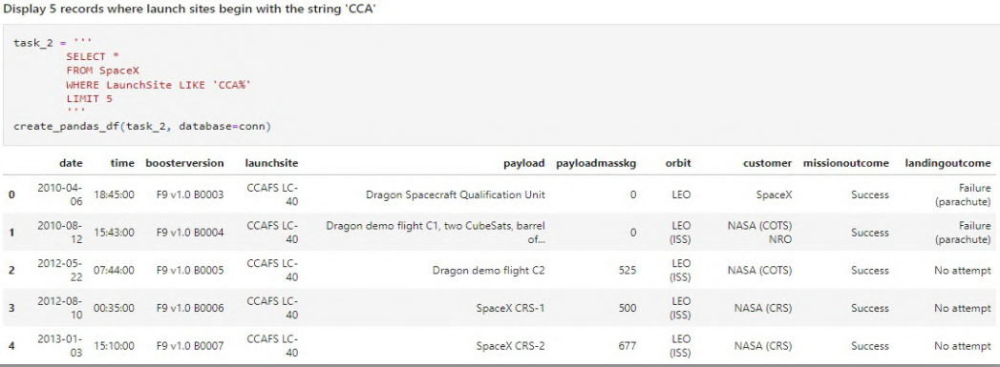 Display 5 records where launch sites begin with the string 'CCA'
task_2 = '''
SELECT *
FROM SpaceX
WHERE LaunchSite LIKE 'CCA%'
LIMIT 5
'''
create_pandas_df(task_2, database=conn)
date time boosterversion launchsite payload payloadmasskg orbit customer missionoutcome landingoutcome
0 2010-04-06 18:45:00 F9 v1.0 B0003 CCAFS LC-40 Dragon Spacecraft Qualification Unit 0 LEO SpaceX Success Failure (parachute)
1 2010-08-12 15:43:00 F9 v1.0 B0004 CCAFS LC-40 Dragon demo flight C1, two CubeSats, barrel of... 0 LEO (ISS) NASA (COTS) NRO Success Failure (parachute)
2 2012-05-22 07:44:00 F9 v1.0 B0005 CCAFS LC-40 Dragon demo flight C2 525 LEO (ISS) NASA (COTS) Success No attempt
3 2012-08-10 00:35:00 F9 v1.0 B0006 CCAFS LC-40 SpaceX CRS-1 500 LEO (ISS) NASA (CRS) Success No attempt
4 2013-01-03 15:10:00 F9 v1.0 B0007 CCAFS LC-40 SpaceX CRS-2 677 LEO (ISS) NASA (CRS) Success No attempt